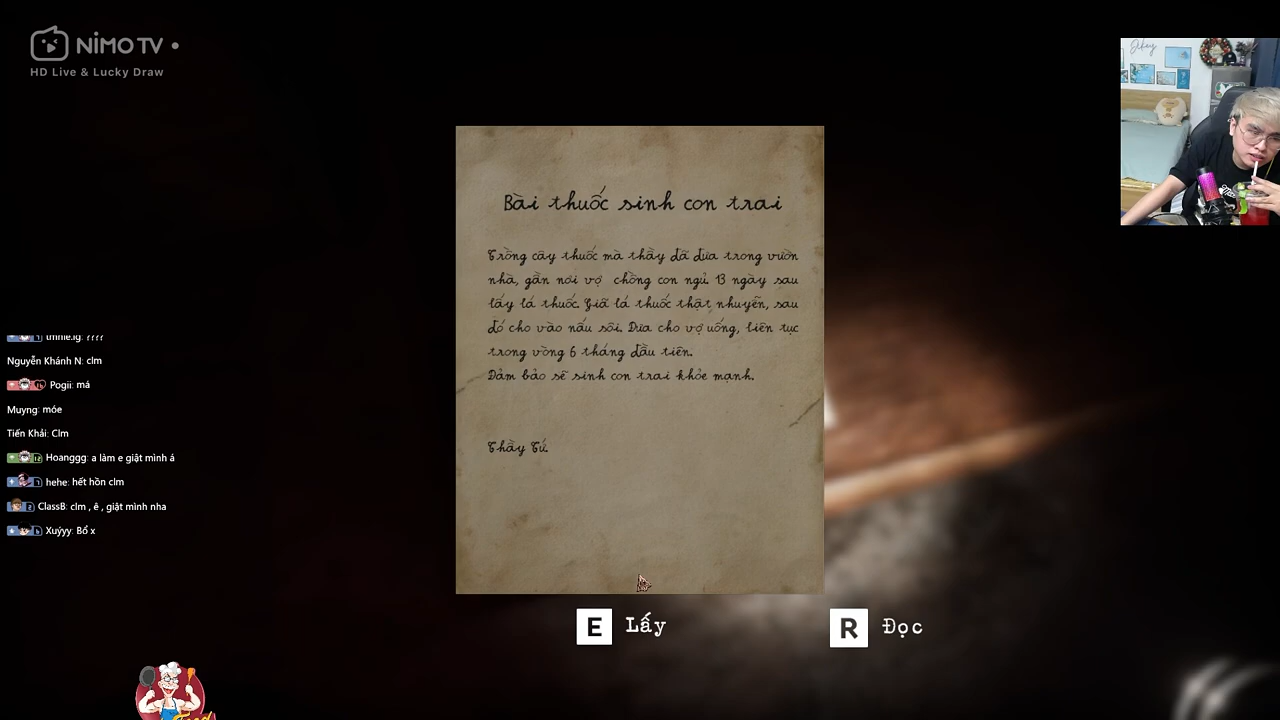 NIMO TV
HD Live & Lucky Draw
Bài thuốc sinh con trai
Trồng cây thuốc mà thầy đã đưa trong vườn
nhà, gần nơi vợ chồng con ngủ. 13 ngày sau
lấy lá thuốc. Giã lá thuốc thật nhuyễn, sau
đó cho vào nấu sôi. Đưa cho vợ uống, liên tục
trong vòng 6 tháng đầu tiên.
Đảm bảo sẽ sinh con trai khỏe mạnh.
Thầy Tú.
E Lấy
R Đọc
????
Nguyễn Khánh N: clm
Pogii: má
Muyng: móe
Tiến Khải: Clm
Hoanggg: a làm e giật mình á
hehe: hết hồn clm
ClassB: clm , ê , giật mình nha
Xuýyy: Bổ x
Food